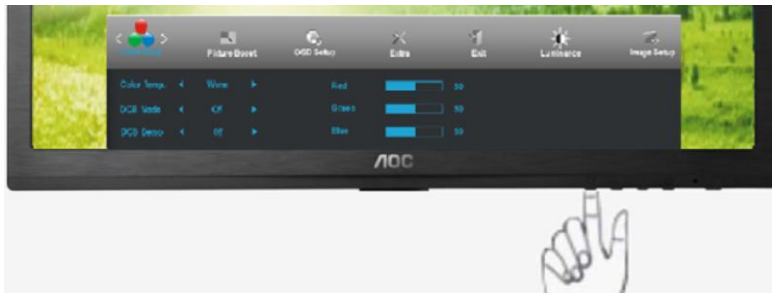 Picture Boost
OSD Setup
Extra
Exit
Luminance
Image Setup
Color Temp. Warm Red 50
DCB Mode Off Green 50
DCB Demo Off Blue 50
AOC